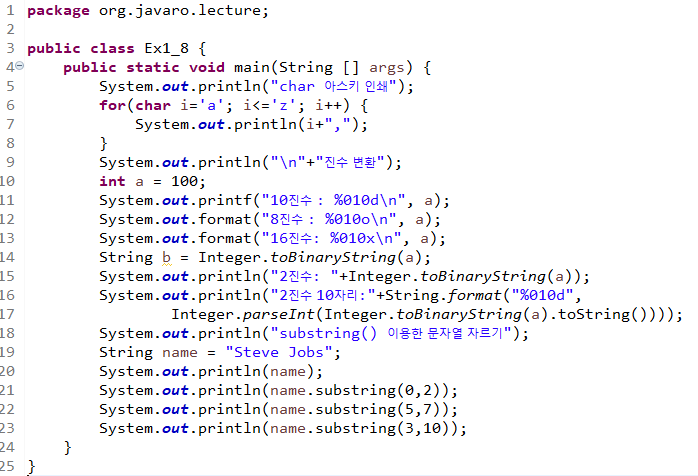 1 package org.javaro.lecture;
2
3 public class Ex1_8 {
4     public static void main(String [] args) {
5         System.out.println("char 아스키 인쇄");
6         for(char i='a'; i<='z'; i++) {
7             System.out.println(i+",");
8         }
9         System.out.println("\n"+"진수 변환");
10         int a = 100;
11         System.out.printf("10진수 : %010d\n", a);
12         System.out.format("8진수 : %010o\n", a);
13         System.out.format("16진수: %010x\n", a);
14         String b = Integer.toBinaryString(a);
15         System.out.println("2진수: "+Integer.toBinaryString(a));
16         System.out.println("2진수 10자리:"+String.format("%010d",
17                 Integer.parseInt(Integer.toBinaryString(a).toString())));
18         System.out.println("substring() 이용한 문자열 자르기");
19         String name = "Steve Jobs";
20         System.out.println(name);
21         System.out.println(name.substring(0,2));
22         System.out.println(name.substring(5,7));
23         System.out.println(name.substring(3,10));
24     }
25 }